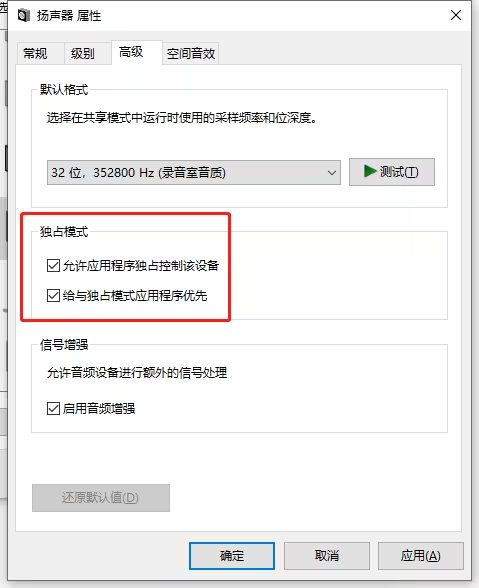 扬声器 属性
常规 级别 高级 空间音效
默认格式
选择在共享模式中运行时使用的采样频率和位深度。
32 位，352800 Hz (录音室音质) 测试(T)
独占模式
允许应用程序独占控制该设备
给与独占模式应用程序优先
信号增强
允许音频设备进行额外的信号处理
启用音频增强
还原默认值(D)
确定 取消 应用(A)